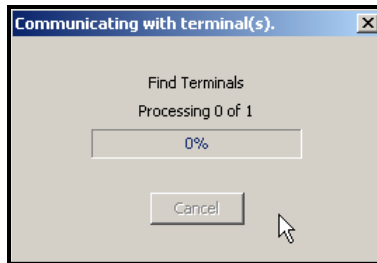 Communicating with terminal(s).
Find Terminals
Processing 0 of 1
0%
Cancel